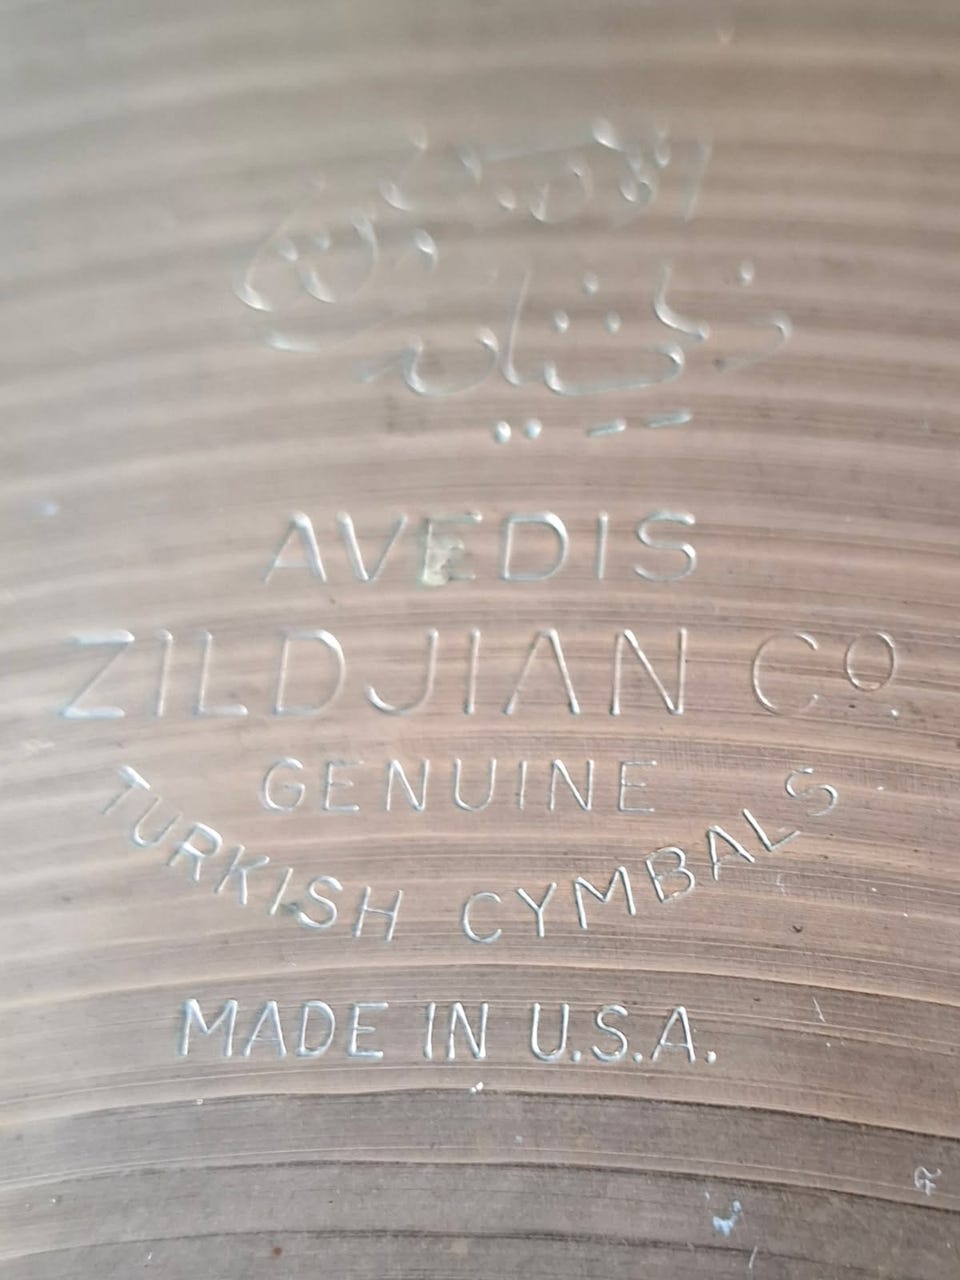 AVEDIS
ZILDJIAN Co.
GENUINE
TURKISH CYMBALS
MADE IN U.S.A.